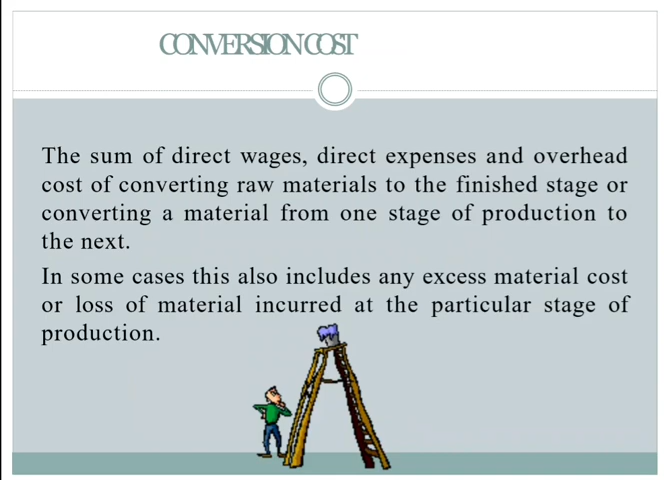 CONVERSION COST
The sum of direct wages, direct expenses and overhead
cost of converting raw materials to the finished stage or
converting a material from one stage of production to
the next.
In some cases this also includes any excess material cost
or loss of material incurred at the particular stage of
production.